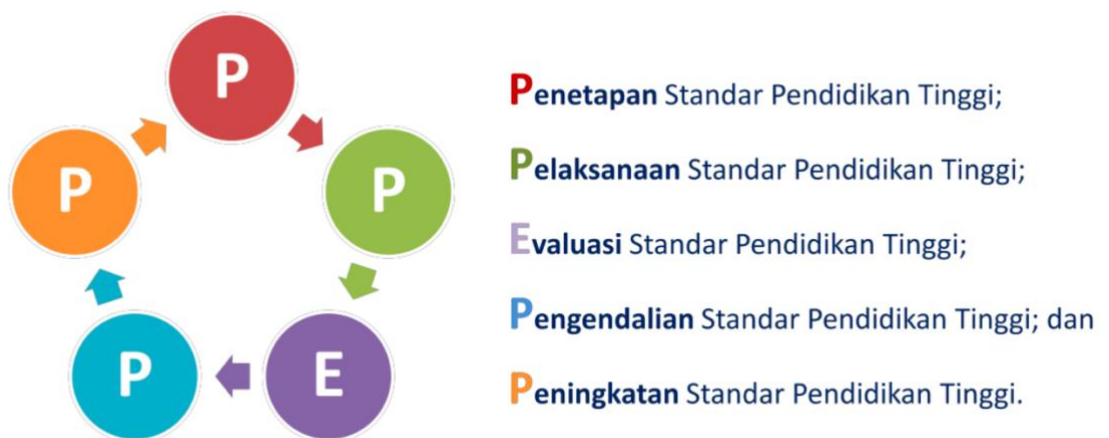 P
P
E
P
P
Penetapan Standar Pendidikan Tinggi;
Pelaksanaan Standar Pendidikan Tinggi;
Evaluasi Standar Pendidikan Tinggi;
Pengendalian Standar Pendidikan Tinggi; dan
Peningkatan Standar Pendidikan Tinggi.